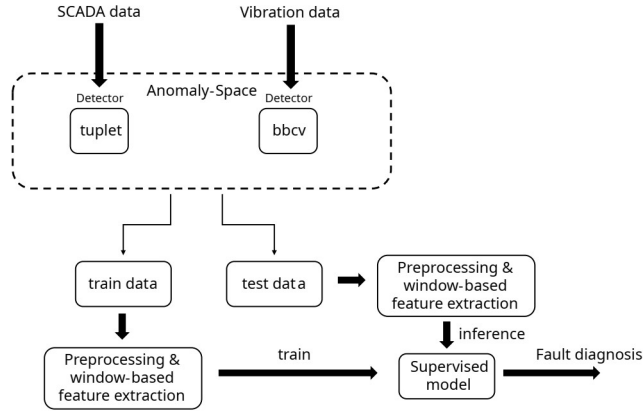 SCADA data
Vibration data
Anomaly-Space
Detector
Detector
tuplet
bbcv
train data
test data
Preprocessing &
window-based
feature extraction
inference
Preprocessing &
window-based
feature extraction
train
Supervised
model
Fault diagnosis